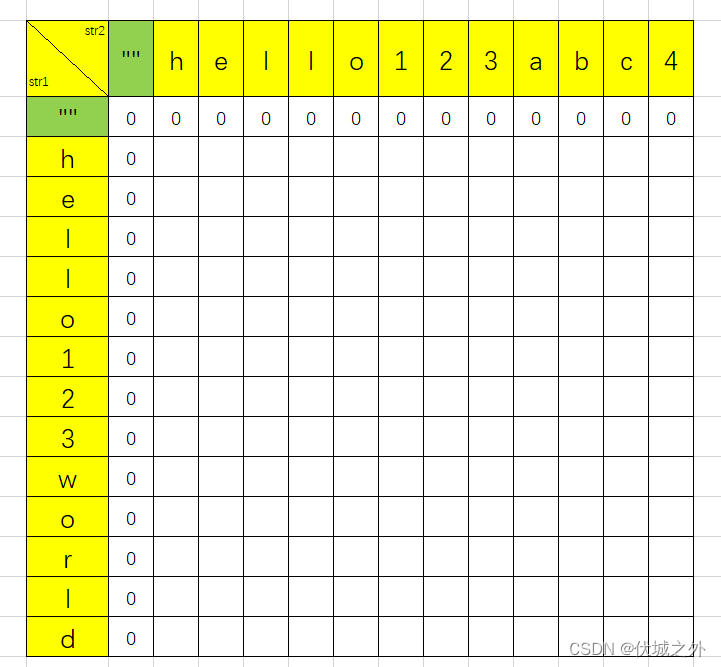 str2
str1
"" h e l l o 1 2 3 a b c 4
"" 0 0 0 0 0 0 0 0 0 0 0 0 0
h 0
e 0
l 0
l 0
o 0
1 0
2 0
3 0
w 0
o 0
r 0
l 0
d 0
CSDN @伏城之外